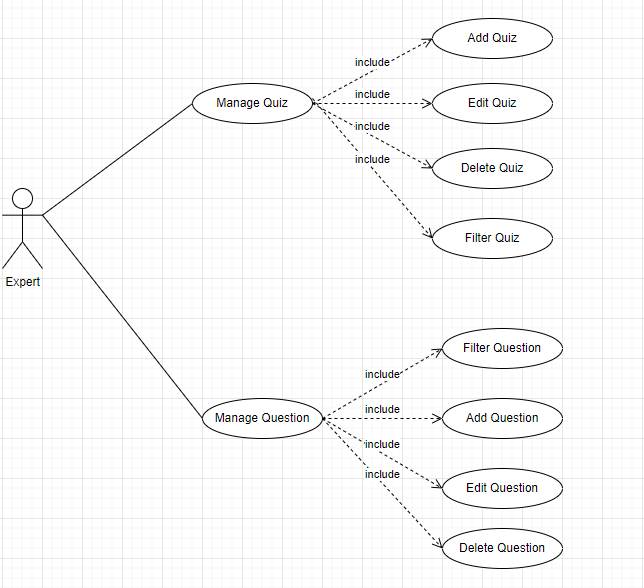 Add Quiz
include
Manage Quiz
include
Edit Quiz
include
include
Delete Quiz
Filter Quiz
Expert
Filter Question
include
include
Manage Question
Add Question
include
include
Edit Question
Delete Question